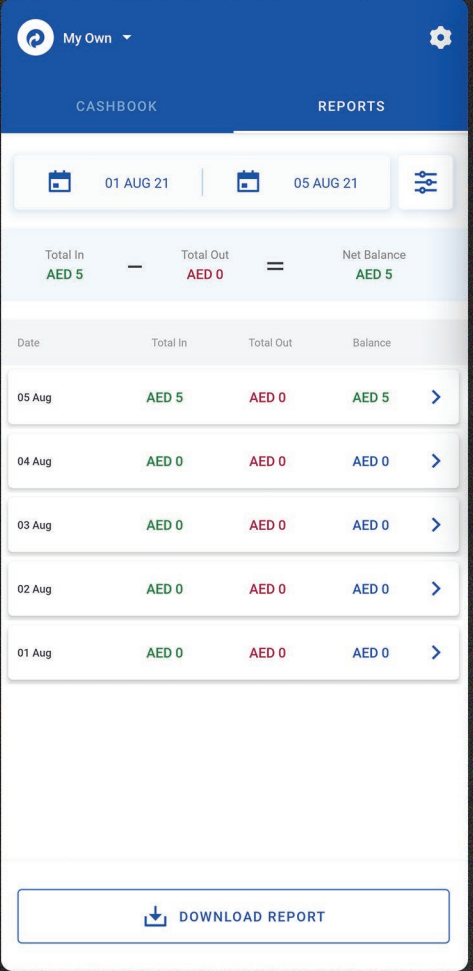 My Own
CASHBOOK REPORTS
01 AUG 21 05 AUG 21
Total In Total Out Net Balance
AED 5 − AED 0 = AED 5
Date Total In Total Out Balance
05 Aug AED 5 AED 0 AED 5
04 Aug AED 0 AED 0 AED 0
03 Aug AED 0 AED 0 AED 0
02 Aug AED 0 AED 0 AED 0
01 Aug AED 0 AED 0 AED 0
DOWNLOAD REPORT